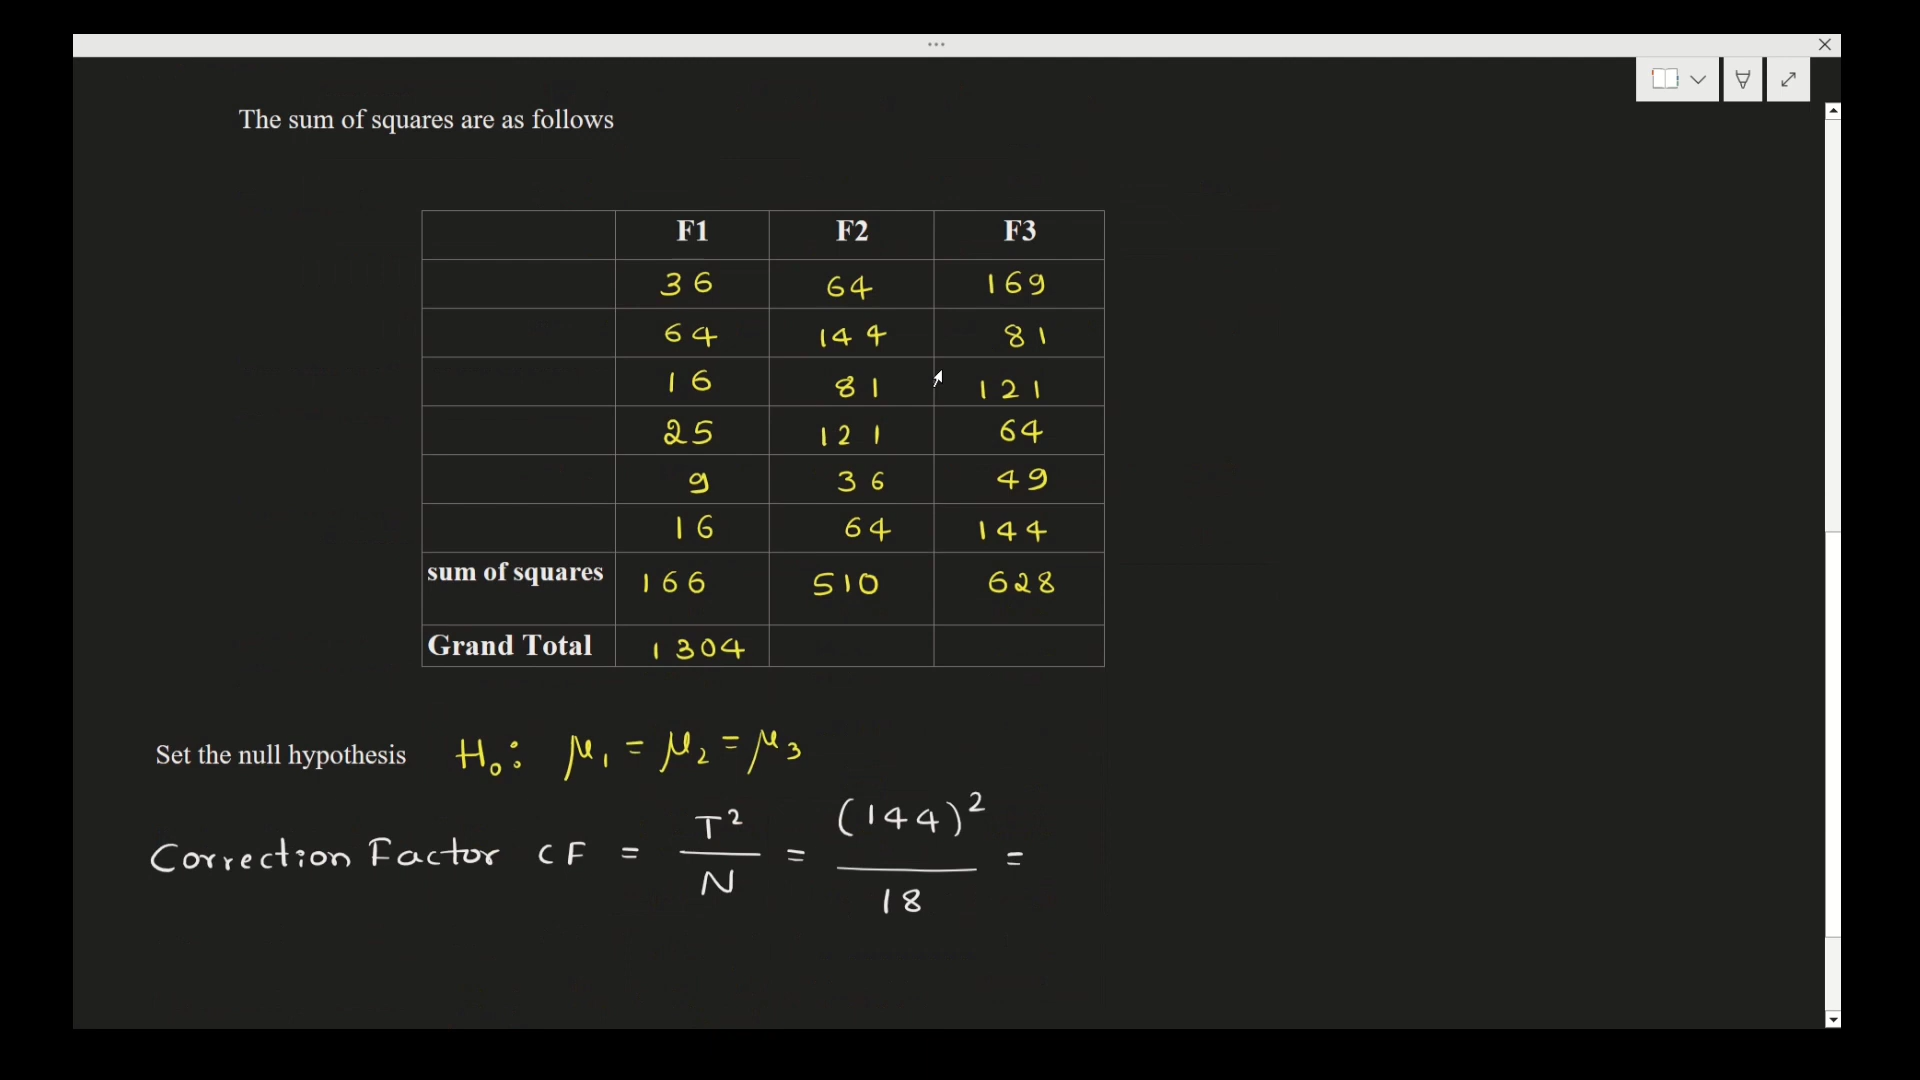 The sum of squares are as follows
F1 F2 F3
36 64 169
64 144 81
16 81 121
25 121 64
9 36 49
16 64 144
sum of squares 166 510 628
Grand Total 1304
Set the null hypothesis H₀: μ₁ = μ₂ = μ₃
Correction Factor CF = T²/N = (144)²/18 =